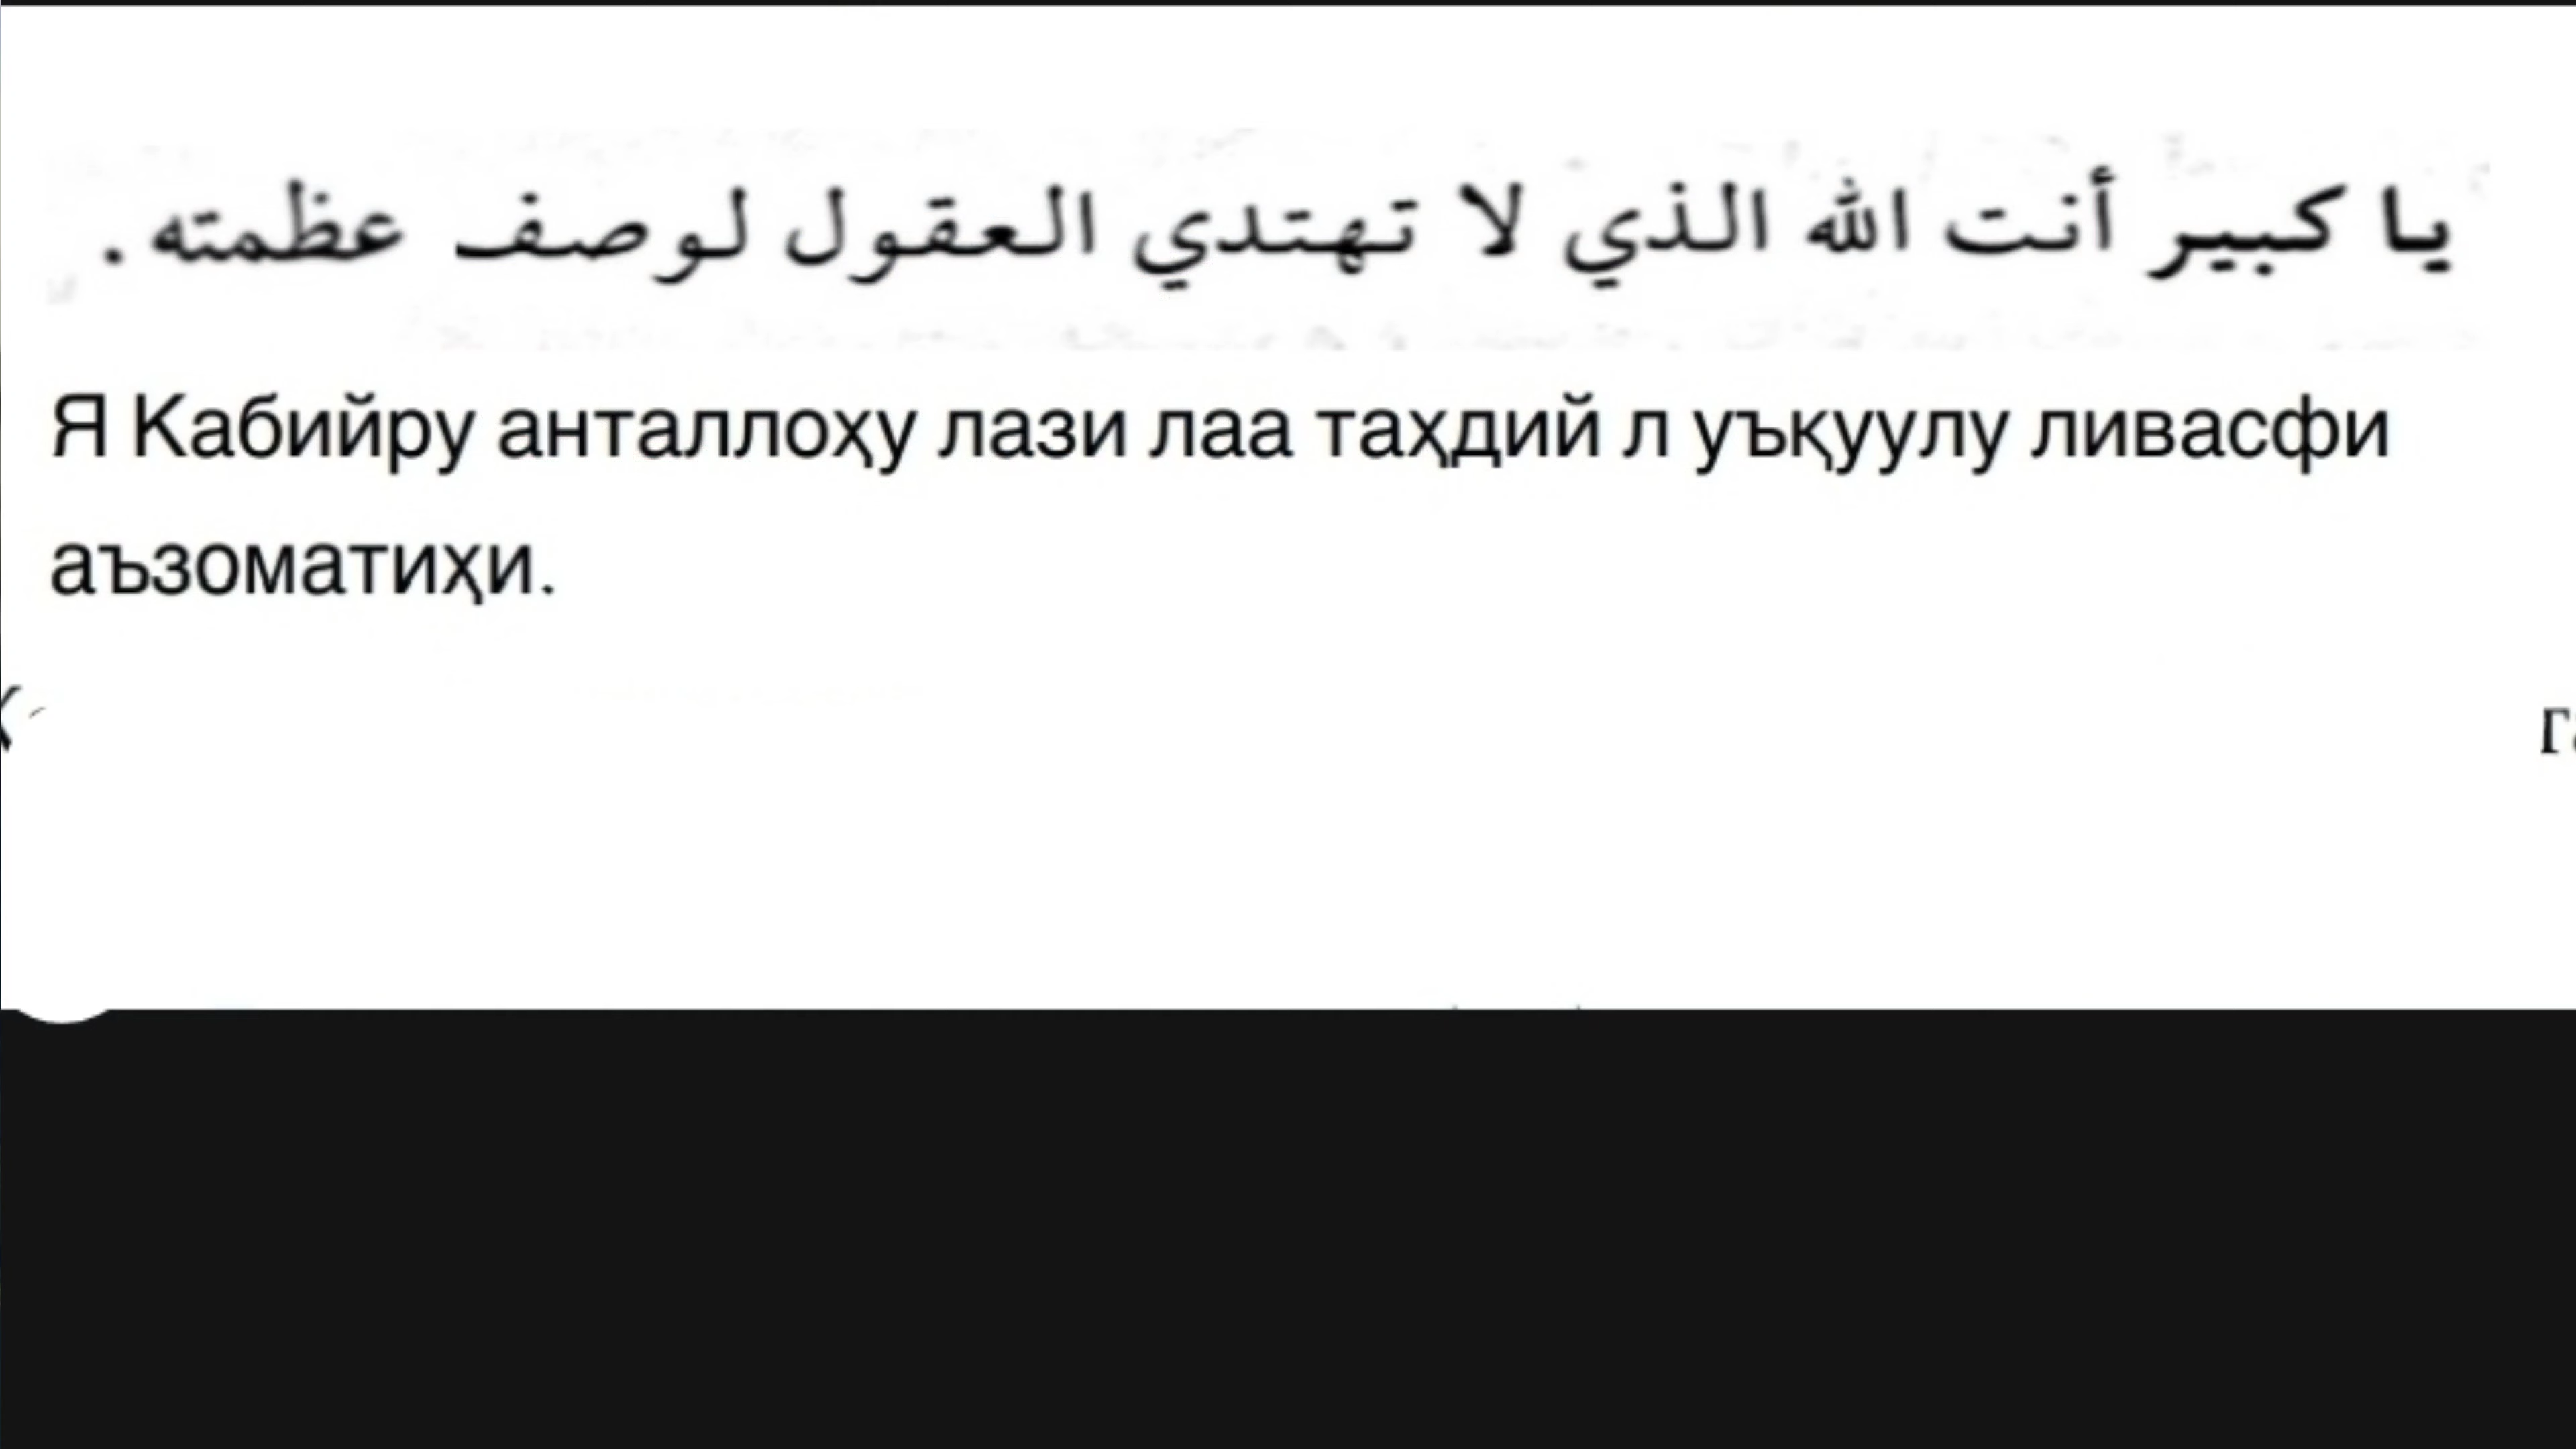 يا كبير أنت الله الذي لا تهتدي العقول لوصف عظمته .
Я Кабийру анталлоҳу лази лаа таҳдий л уъқуулу ливасфи
аъзоматиҳи.